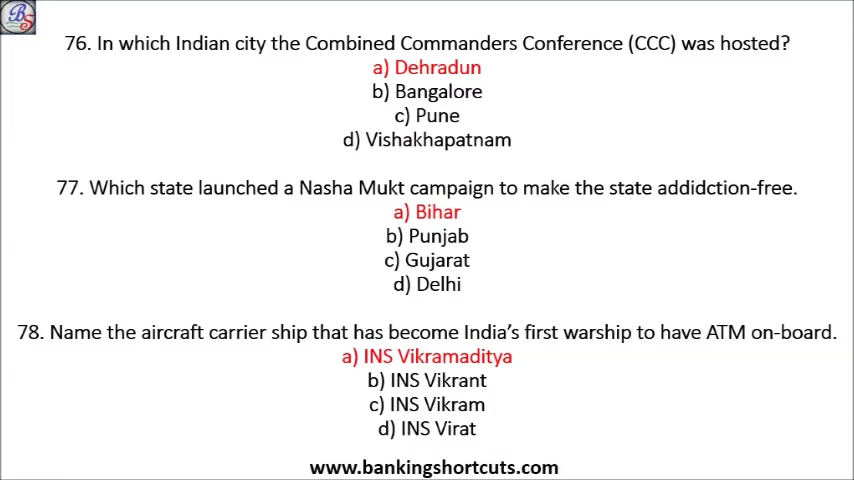 BS
76. In which Indian city the Combined Commanders Conference (CCC) was hosted?
a) Dehradun
b) Bangalore
c) Pune
d) Vishakhapatnam
77. Which state launched a Nasha Mukt campaign to make the state addidction-free.
a) Bihar
b) Punjab
c) Gujarat
d) Delhi
78. Name the aircraft carrier ship that has become India's first warship to have ATM on-board.
a) INS Vikramaditya
b) INS Vikrant
c) INS Vikram
d) INS Virat
www.bankingshortcuts.com